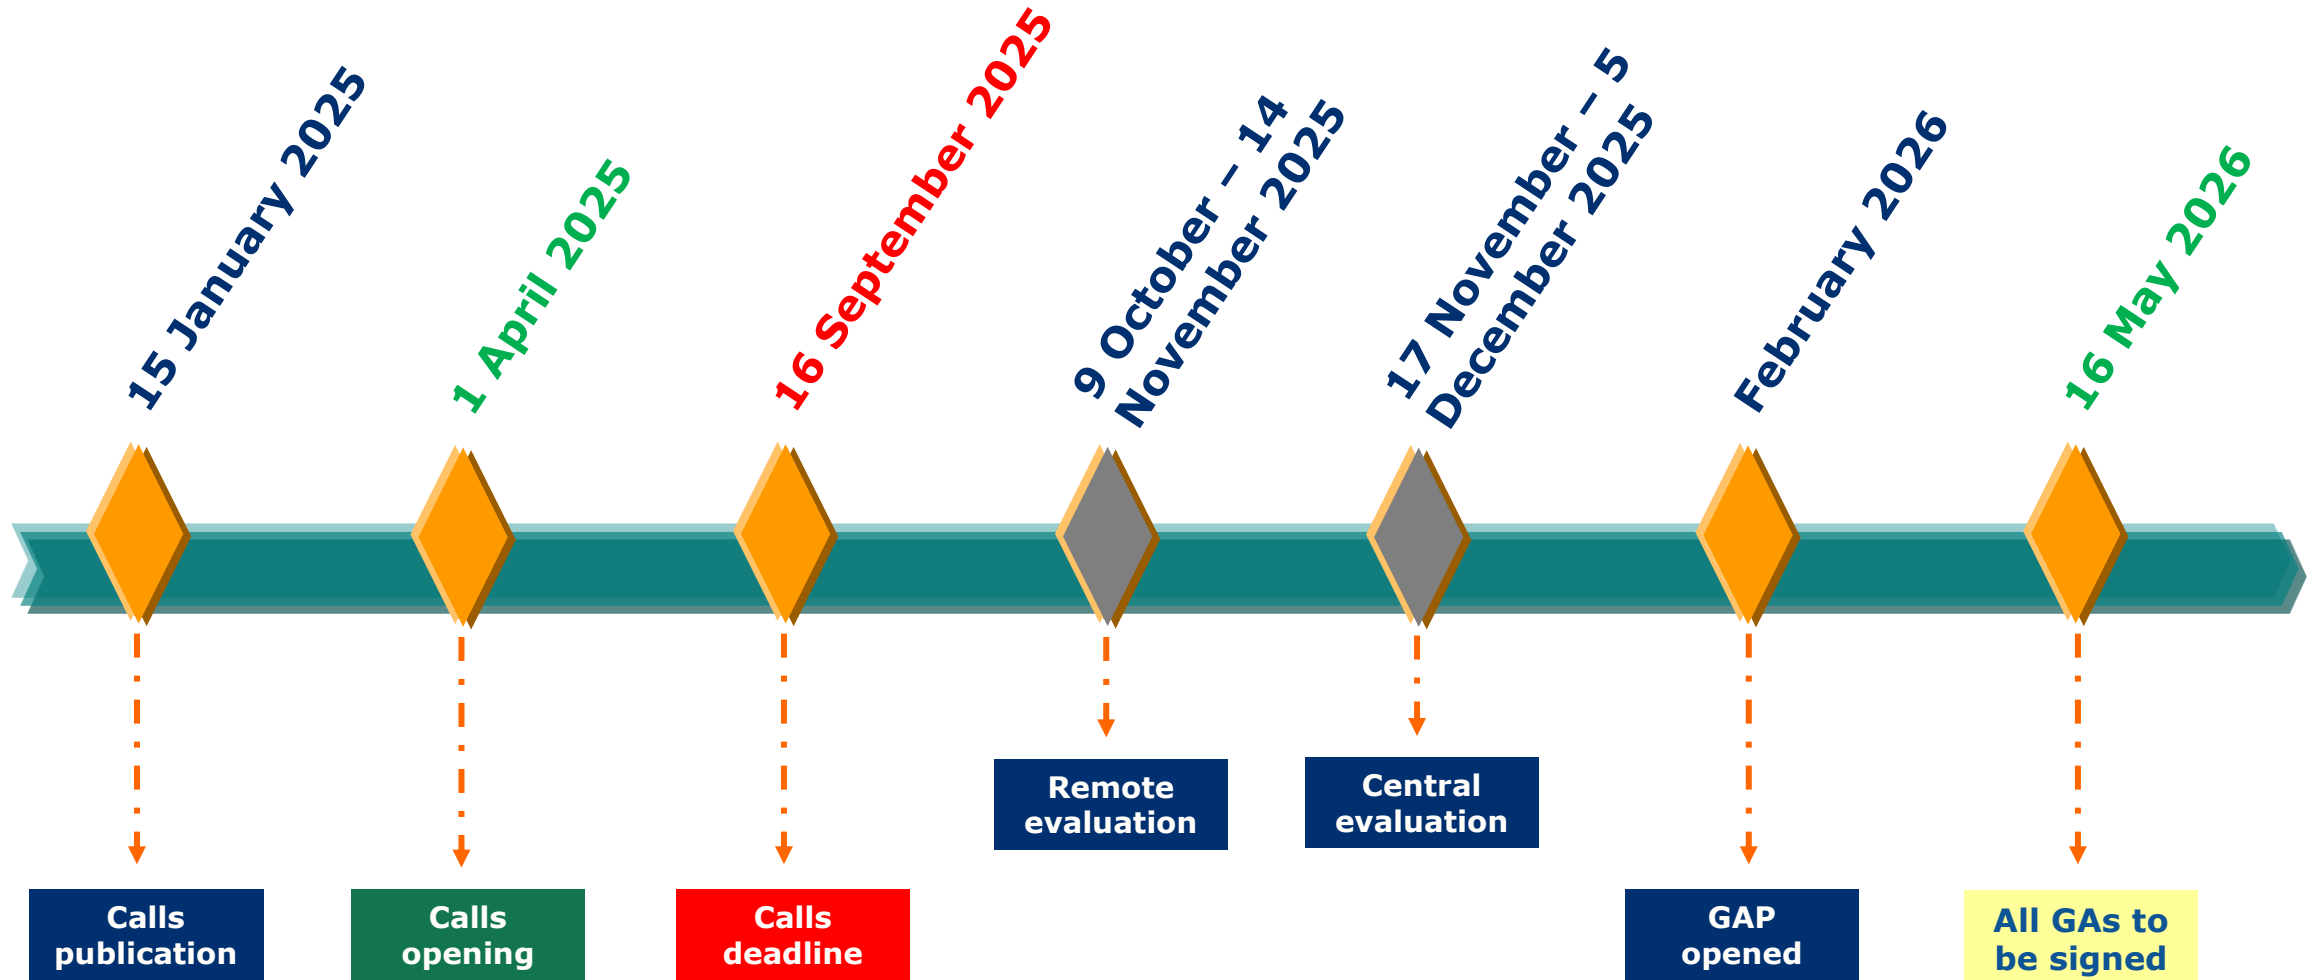 15 January 2025
1 April 2025
16 September 2025
9 October – 14
November 2025
17 November – 5
December 2025
February 2026
16 May 2026
Remote
evaluation
Central
evaluation
Calls
publication
Calls
opening
Calls
deadline
GAP
opened
All GAs to
be signed